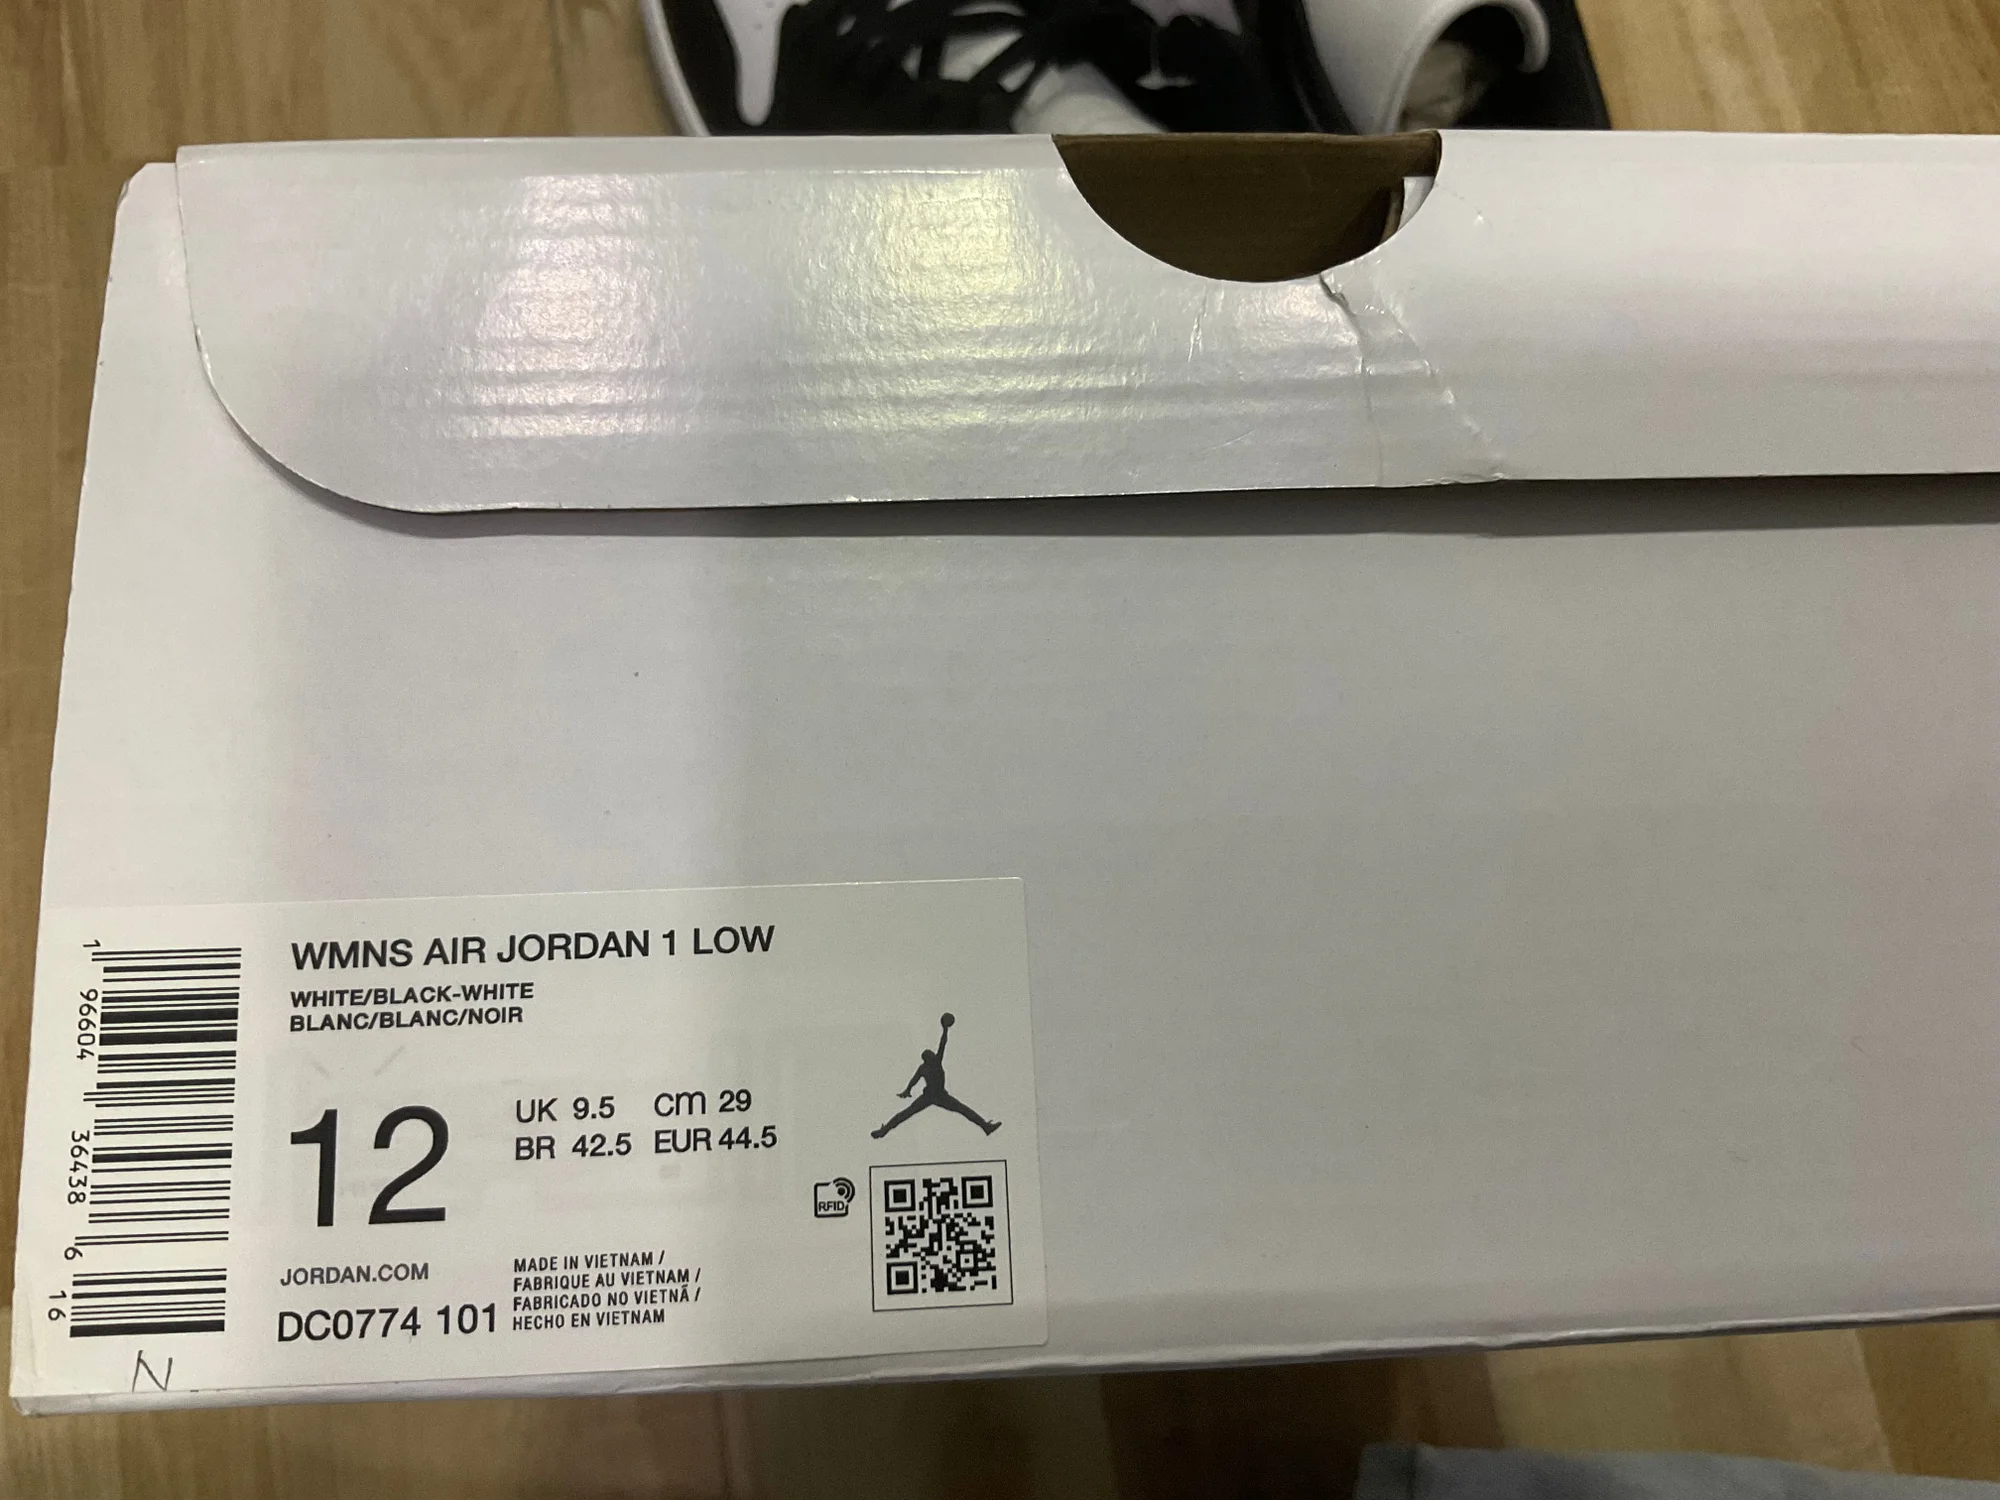 WMNS AIR JORDAN 1 LOW
WHITE/BLACK-WHITE
BLANC/BLANC/NOIR
12
UK 9.5 cm 29
BR 42.5 EUR 44.5
RFID
JORDAN.COM
DC0774 101
MADE IN VIETNAM /
FABRIQUE AU VIETNAM /
FABRICADO NO VIETNÃ /
HECHO EN VIETNAM
1 96604 36438 6 16
N